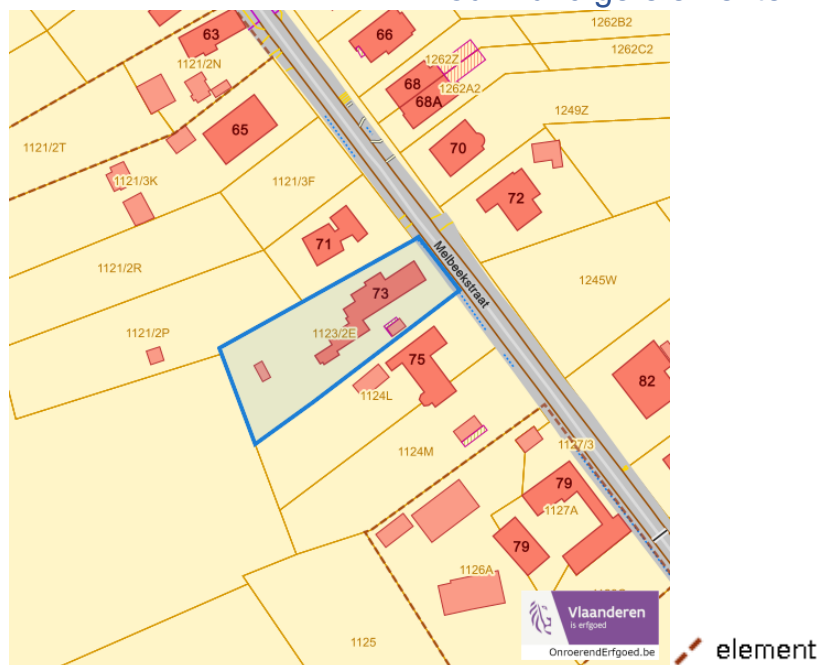 63
66
1262B2
1262C2
1121/2N
1262Z
68
68A
1262A2
1249Z
65
70
1121/2T
1121/3K
1121/3F
72
71
Melbeekstraat
1121/2R
1245W
73
1121/2P
1123/2E
75
82
1124L
1124M
1127/3
79
1127A
79
1126A
1125
Vlaanderen
is erfgoed
OnroerendErfgoed.be
element